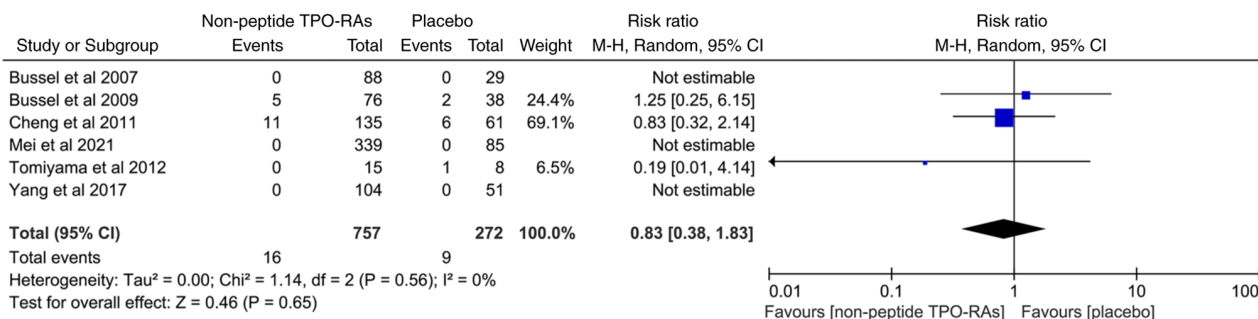 Non-peptide TPO-RAs Placebo Risk ratio Risk ratio
Study or Subgroup Events Total Events Total Weight M-H, Random, 95% CI M-H, Random, 95% CI
Bussel et al 2007 0 88 0 29 Not estimable
Bussel et al 2009 5 76 2 38 24.4% 1.25 [0.25, 6.15]
Cheng et al 2011 11 135 6 61 69.1% 0.83 [0.32, 2.14]
Mei et al 2021 0 339 0 85 Not estimable
Tomiyama et al 2012 0 15 1 8 6.5% 0.19 [0.01, 4.14]
Yang et al 2017 0 104 0 51 Not estimable
Total (95% CI) 757 272 100.0% 0.83 [0.38, 1.83]
Total events 16 9
Heterogeneity: Tau² = 0.00; Chi² = 1.14, df = 2 (P = 0.56); I² = 0%
Test for overall effect: Z = 0.46 (P = 0.65)
0.01 0.1 1 10 100
Favours [non-peptide TPO-RAs] Favours [placebo]